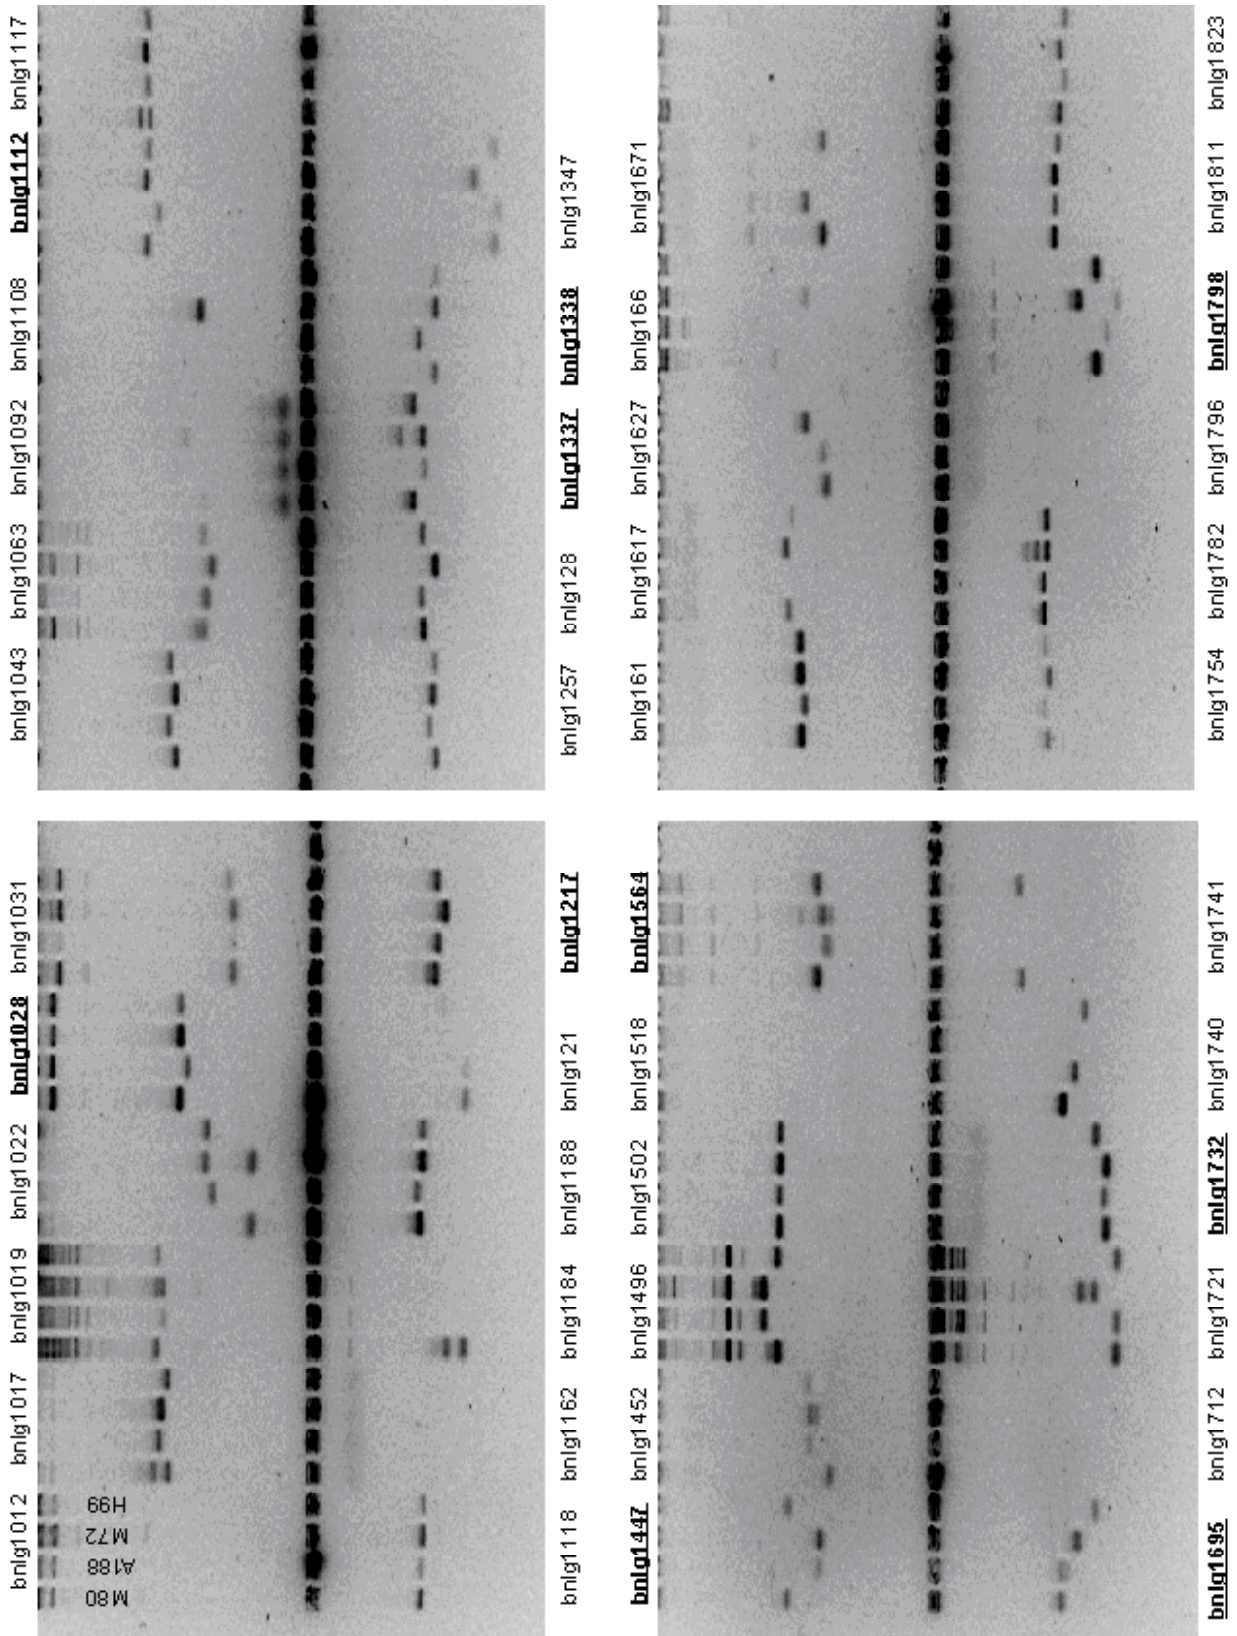 bnlg1012 bnlg1017 bnlg1019 bnlg1022 bnlg1028 bnlg1031 bnlg1043 bnlg1063 bnlg1092 bnlg1108 bnlg1112 bnlg1117
M80
A188
M72
H99
bnlg1118 bnlg1162 bnlg1184 bnlg1188 bnlg121 bnlg1217 bnlg1257 bnlg128 bnlg1337 bnlg1338 bnlg1347
bnlg1447 bnlg1452 bnlg1496 bnlg1502 bnlg1518 bnlg1564 bnlg161 bnlg1617 bnlg1627 bnlg166 bnlg1671
bnlg1695 bnlg1712 bnlg1721 bnlg1732 bnlg1740 bnlg1741 bnlg1754 bnlg1782 bnlg1796 bnlg1798 bnlg1811 bnlg1823